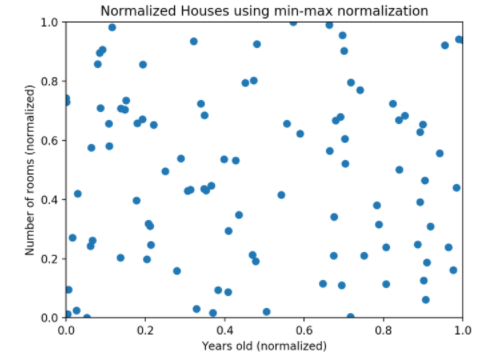 Normalized Houses using min-max normalization
1.0
0.8
0.6
0.4
0.2
0.0
Number of rooms (normalized)
0.0 0.2 0.4 0.6 0.8 1.0
Years old (normalized)